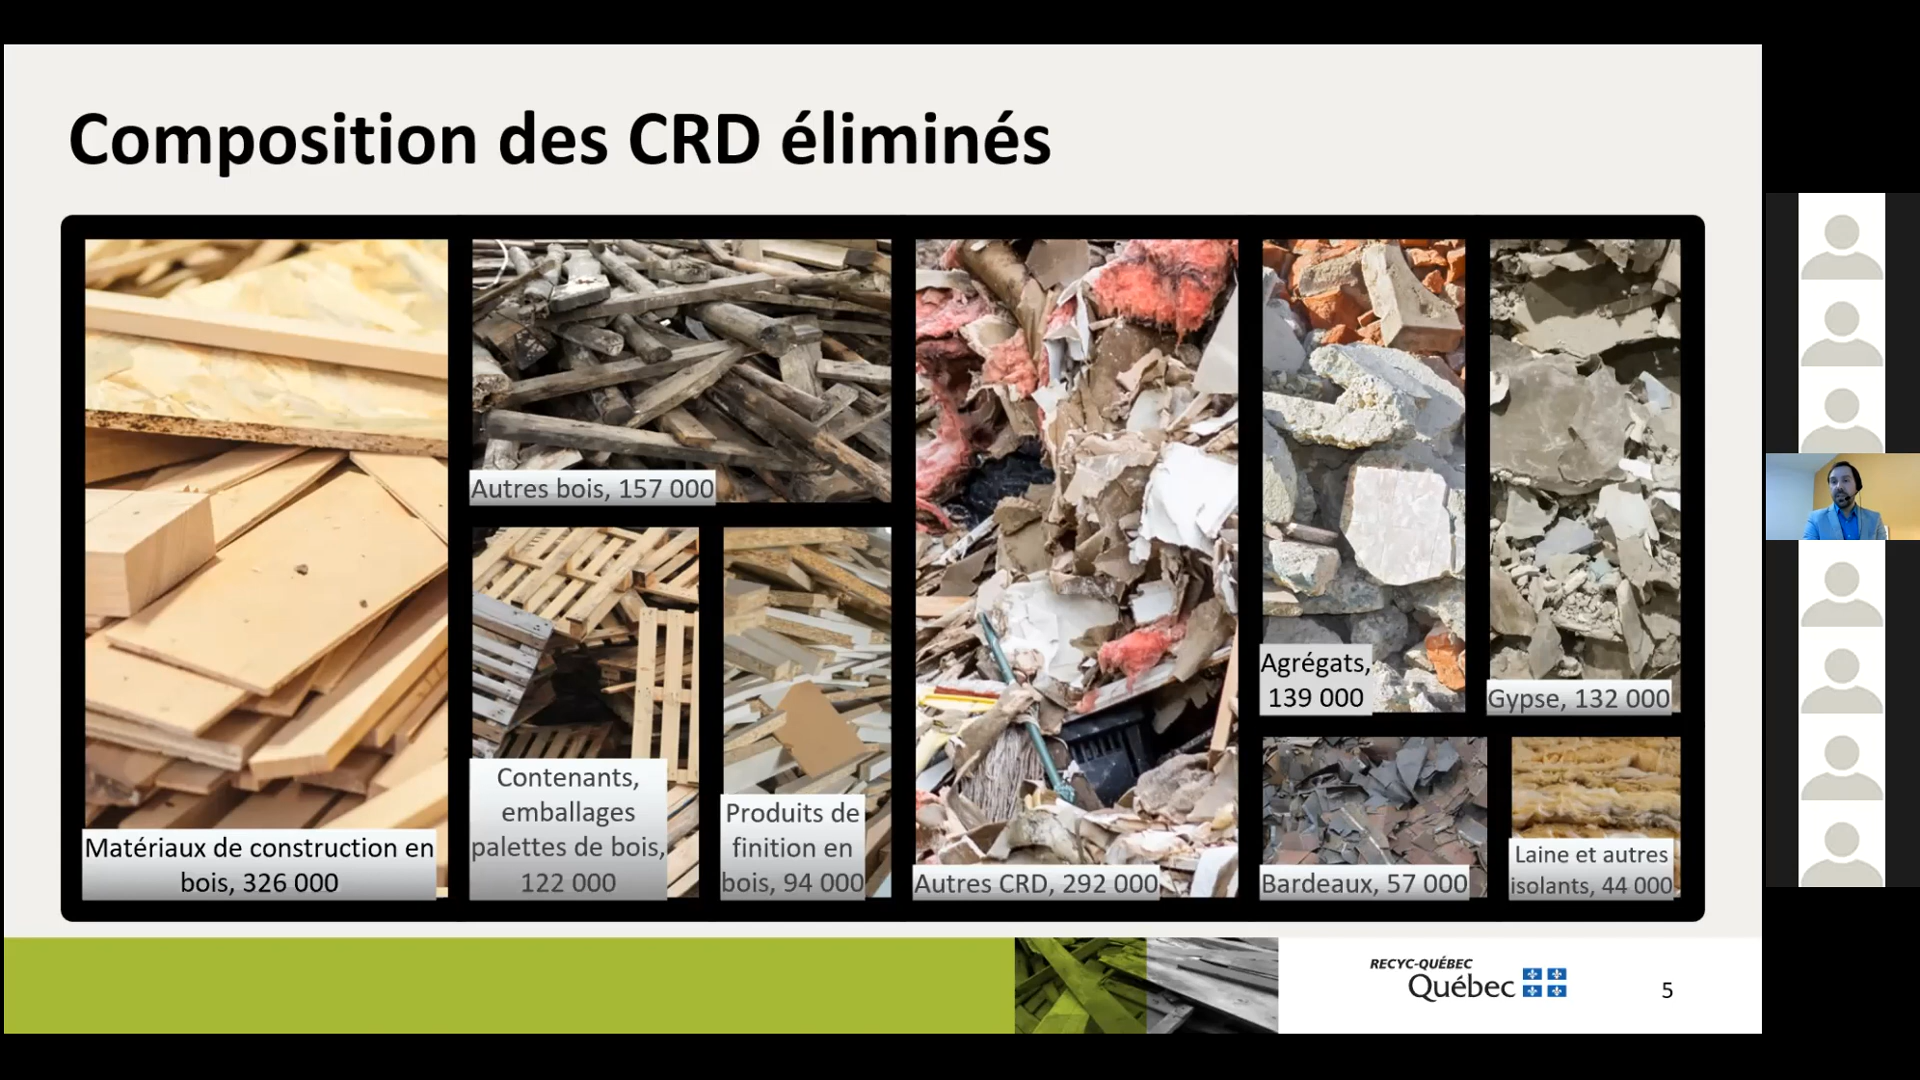 Composition des CRD éliminés
Matériaux de construction en
bois, 326 000
Autres bois, 157 000
Contenants,
emballages
palettes de bois,
122 000
Produits de
finition en
bois, 94 000
Autres CRD, 292 000
Agrégats,
139 000
Gypse, 132 000
Bardeaux, 57 000
Laine et autres
isolants, 44 000
RECYC-QUÉBEC
Québec
5